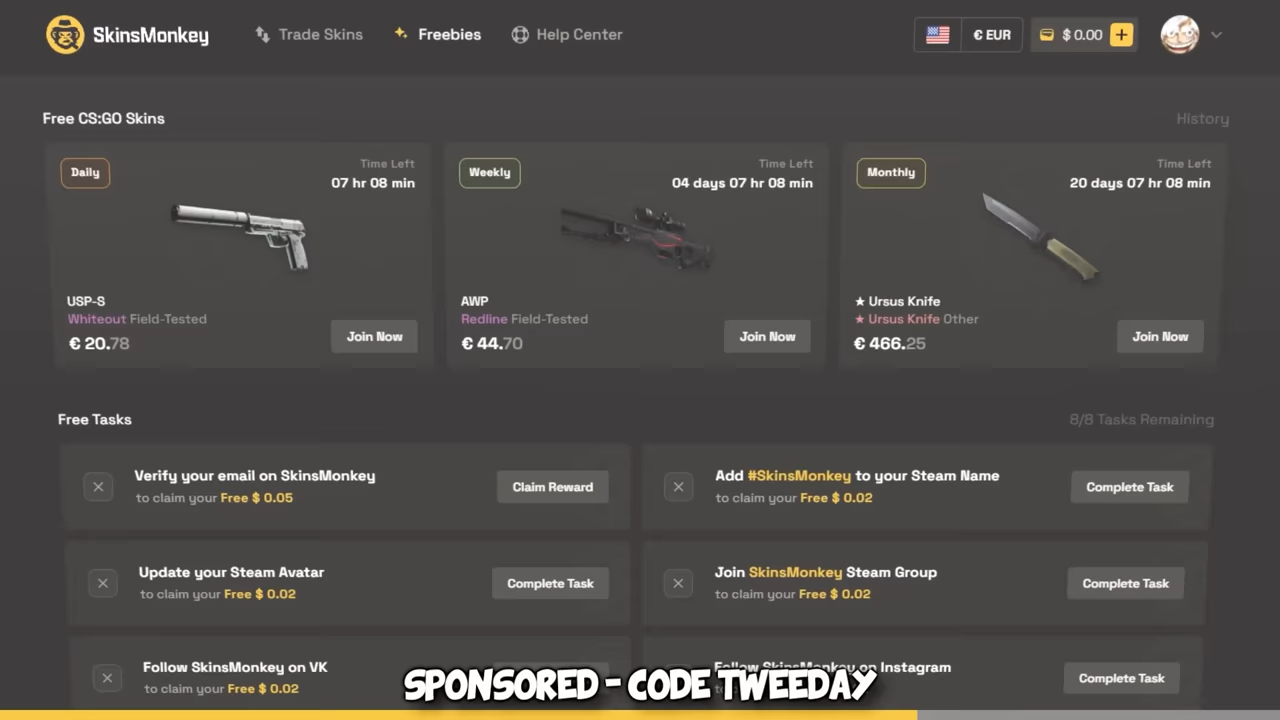 SkinsMonkey
Trade Skins
Freebies
Help Center
€ EUR
$ 0.00
+
Free CS:GO Skins
History
Daily
Time Left
07 hr 08 min
USP-S
Whiteout Field-Tested
€ 20.78
Join Now
Weekly
Time Left
04 days 07 hr 08 min
AWP
Redline Field-Tested
€ 44.70
Join Now
Monthly
Time Left
20 days 07 hr 08 min
★ Ursus Knife
★ Ursus Knife Other
€ 466.25
Join Now
Free Tasks
8/8 Tasks Remaining
Verify your email on SkinsMonkey
to claim your Free $ 0.05
Claim Reward
Add #SkinsMonkey to your Steam Name
to claim your Free $ 0.02
Complete Task
Update your Steam Avatar
to claim your Free $ 0.02
Complete Task
Join SkinsMonkey Steam Group
to claim your Free $ 0.02
Complete Task
Follow SkinsMonkey on VK
to claim your Free $ 0.02
Follow SkinsMonkey on Instagram
Complete Task
SPONSORED - CODE TWEEDAY